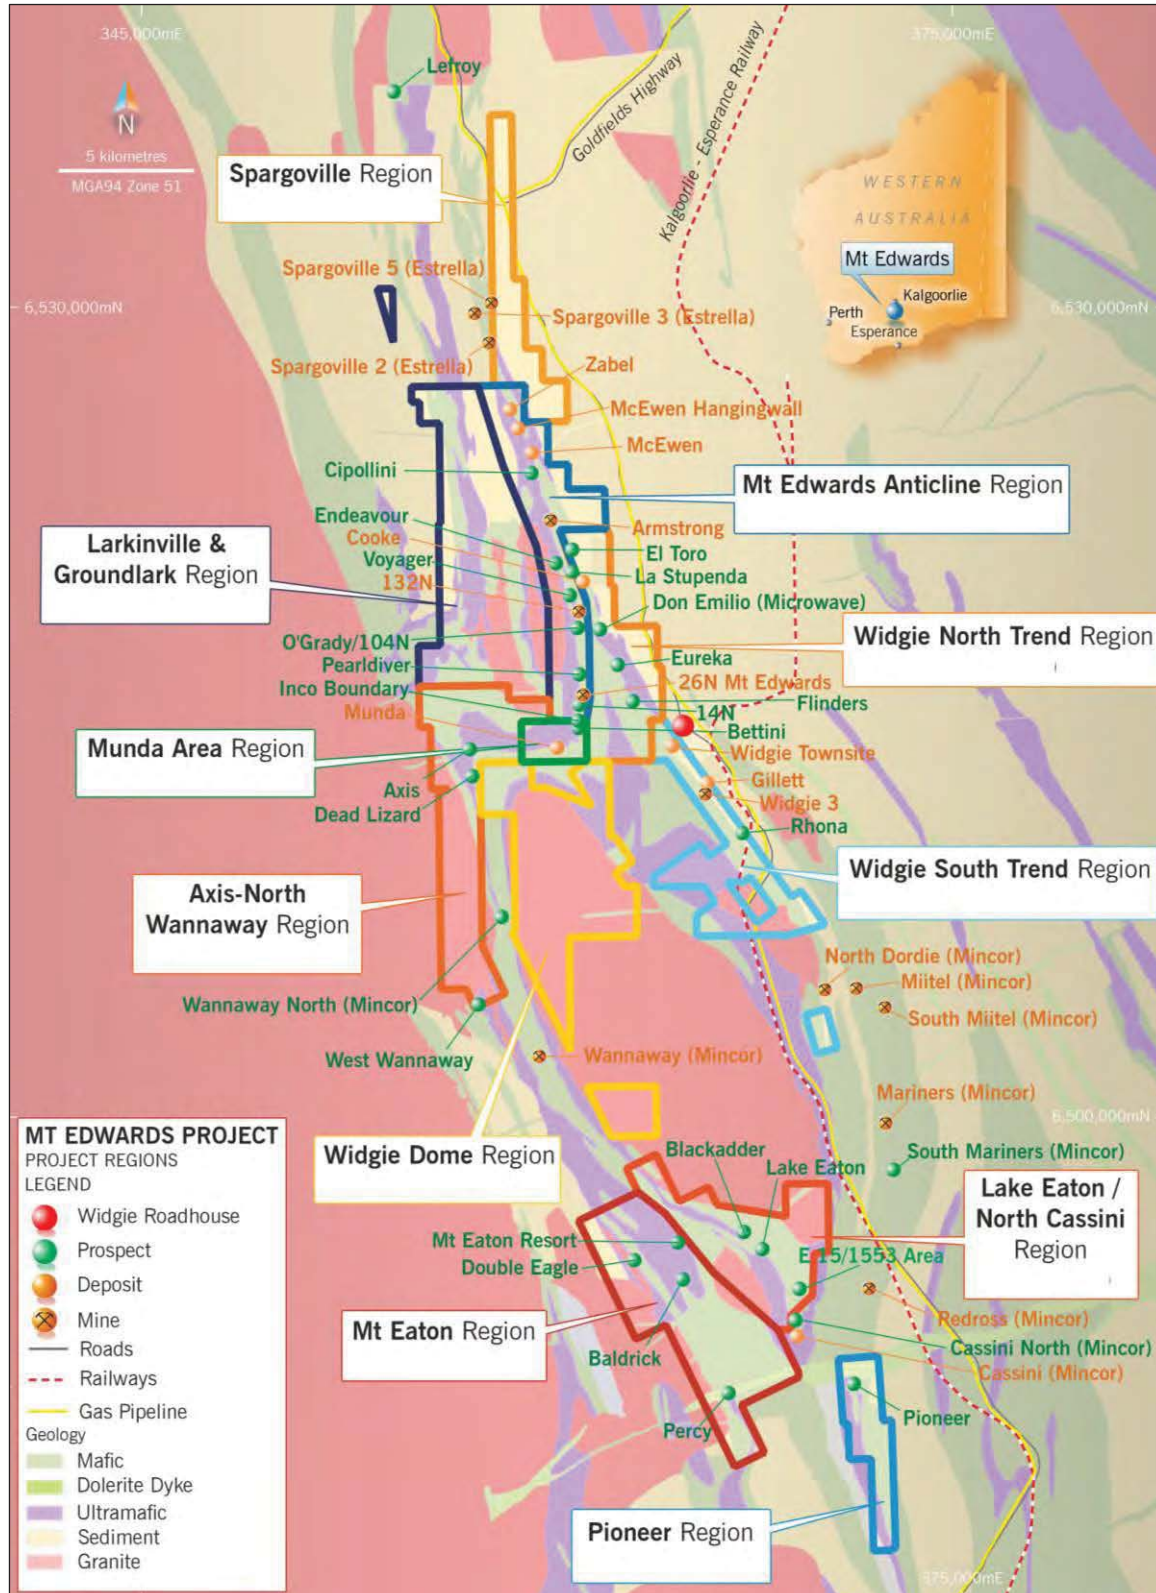 345,000mE
375,000mE
Lefroy
Goldfields Highway
Kalgoorlie - Esperance Railway
N
5 kilometres
MGA94 Zone 51
Spargoville Region
WESTERN
AUSTRALIA
Mt Edwards
Kalgoorlie
Perth
Esperance
Spargoville 5 (Estrella)
6,530,000mN
6,530,000mN
Spargoville 3 (Estrella)
Spargoville 2 (Estrella)
Zabel
McEwen Hangingwall
McEwen
Cipollini
Mt Edwards Anticline Region
Endeavour
Armstrong
Cooke
El Toro
Larkinville &
Groundlark Region
Voyager
La Stupenda
132N
Don Emilio (Microwave)
O'Grady/104N
Widgie North Trend Region
Pearldiver
Eureka
Inco Boundary
26N Mt Edwards
Flinders
Munda
14N
Bettini
Munda Area Region
Widgie Townsite
Axis
Gillett
Dead Lizard
Widgie 3
Rhona
Widgie South Trend Region
Axis-North
Wannaway Region
North Dordie (Mincor)
Miitel (Mincor)
Wannaway North (Mincor)
South Miitel (Mincor)
West Wannaway
Wannaway (Mincor)
Mariners (Mincor)
6,500,000mN
MT EDWARDS PROJECT
PROJECT REGIONS
LEGEND
Widgie Roadhouse
Prospect
Deposit
Mine
Roads
Railways
Gas Pipeline
Geology
Mafic
Dolerite Dyke
Ultramafic
Sediment
Granite
Widgie Dome Region
Blackadder
Lake Eaton
South Mariners (Mincor)
Lake Eaton /
North Cassini
Region
Mt Eaton Resort
Double Eagle
E 15/1553 Area
Mt Eaton Region
Redross (Mincor)
Baldrick
Cassini North (Mincor)
Cassini (Mincor)
Percy
Pioneer
Pioneer Region
375,000mE